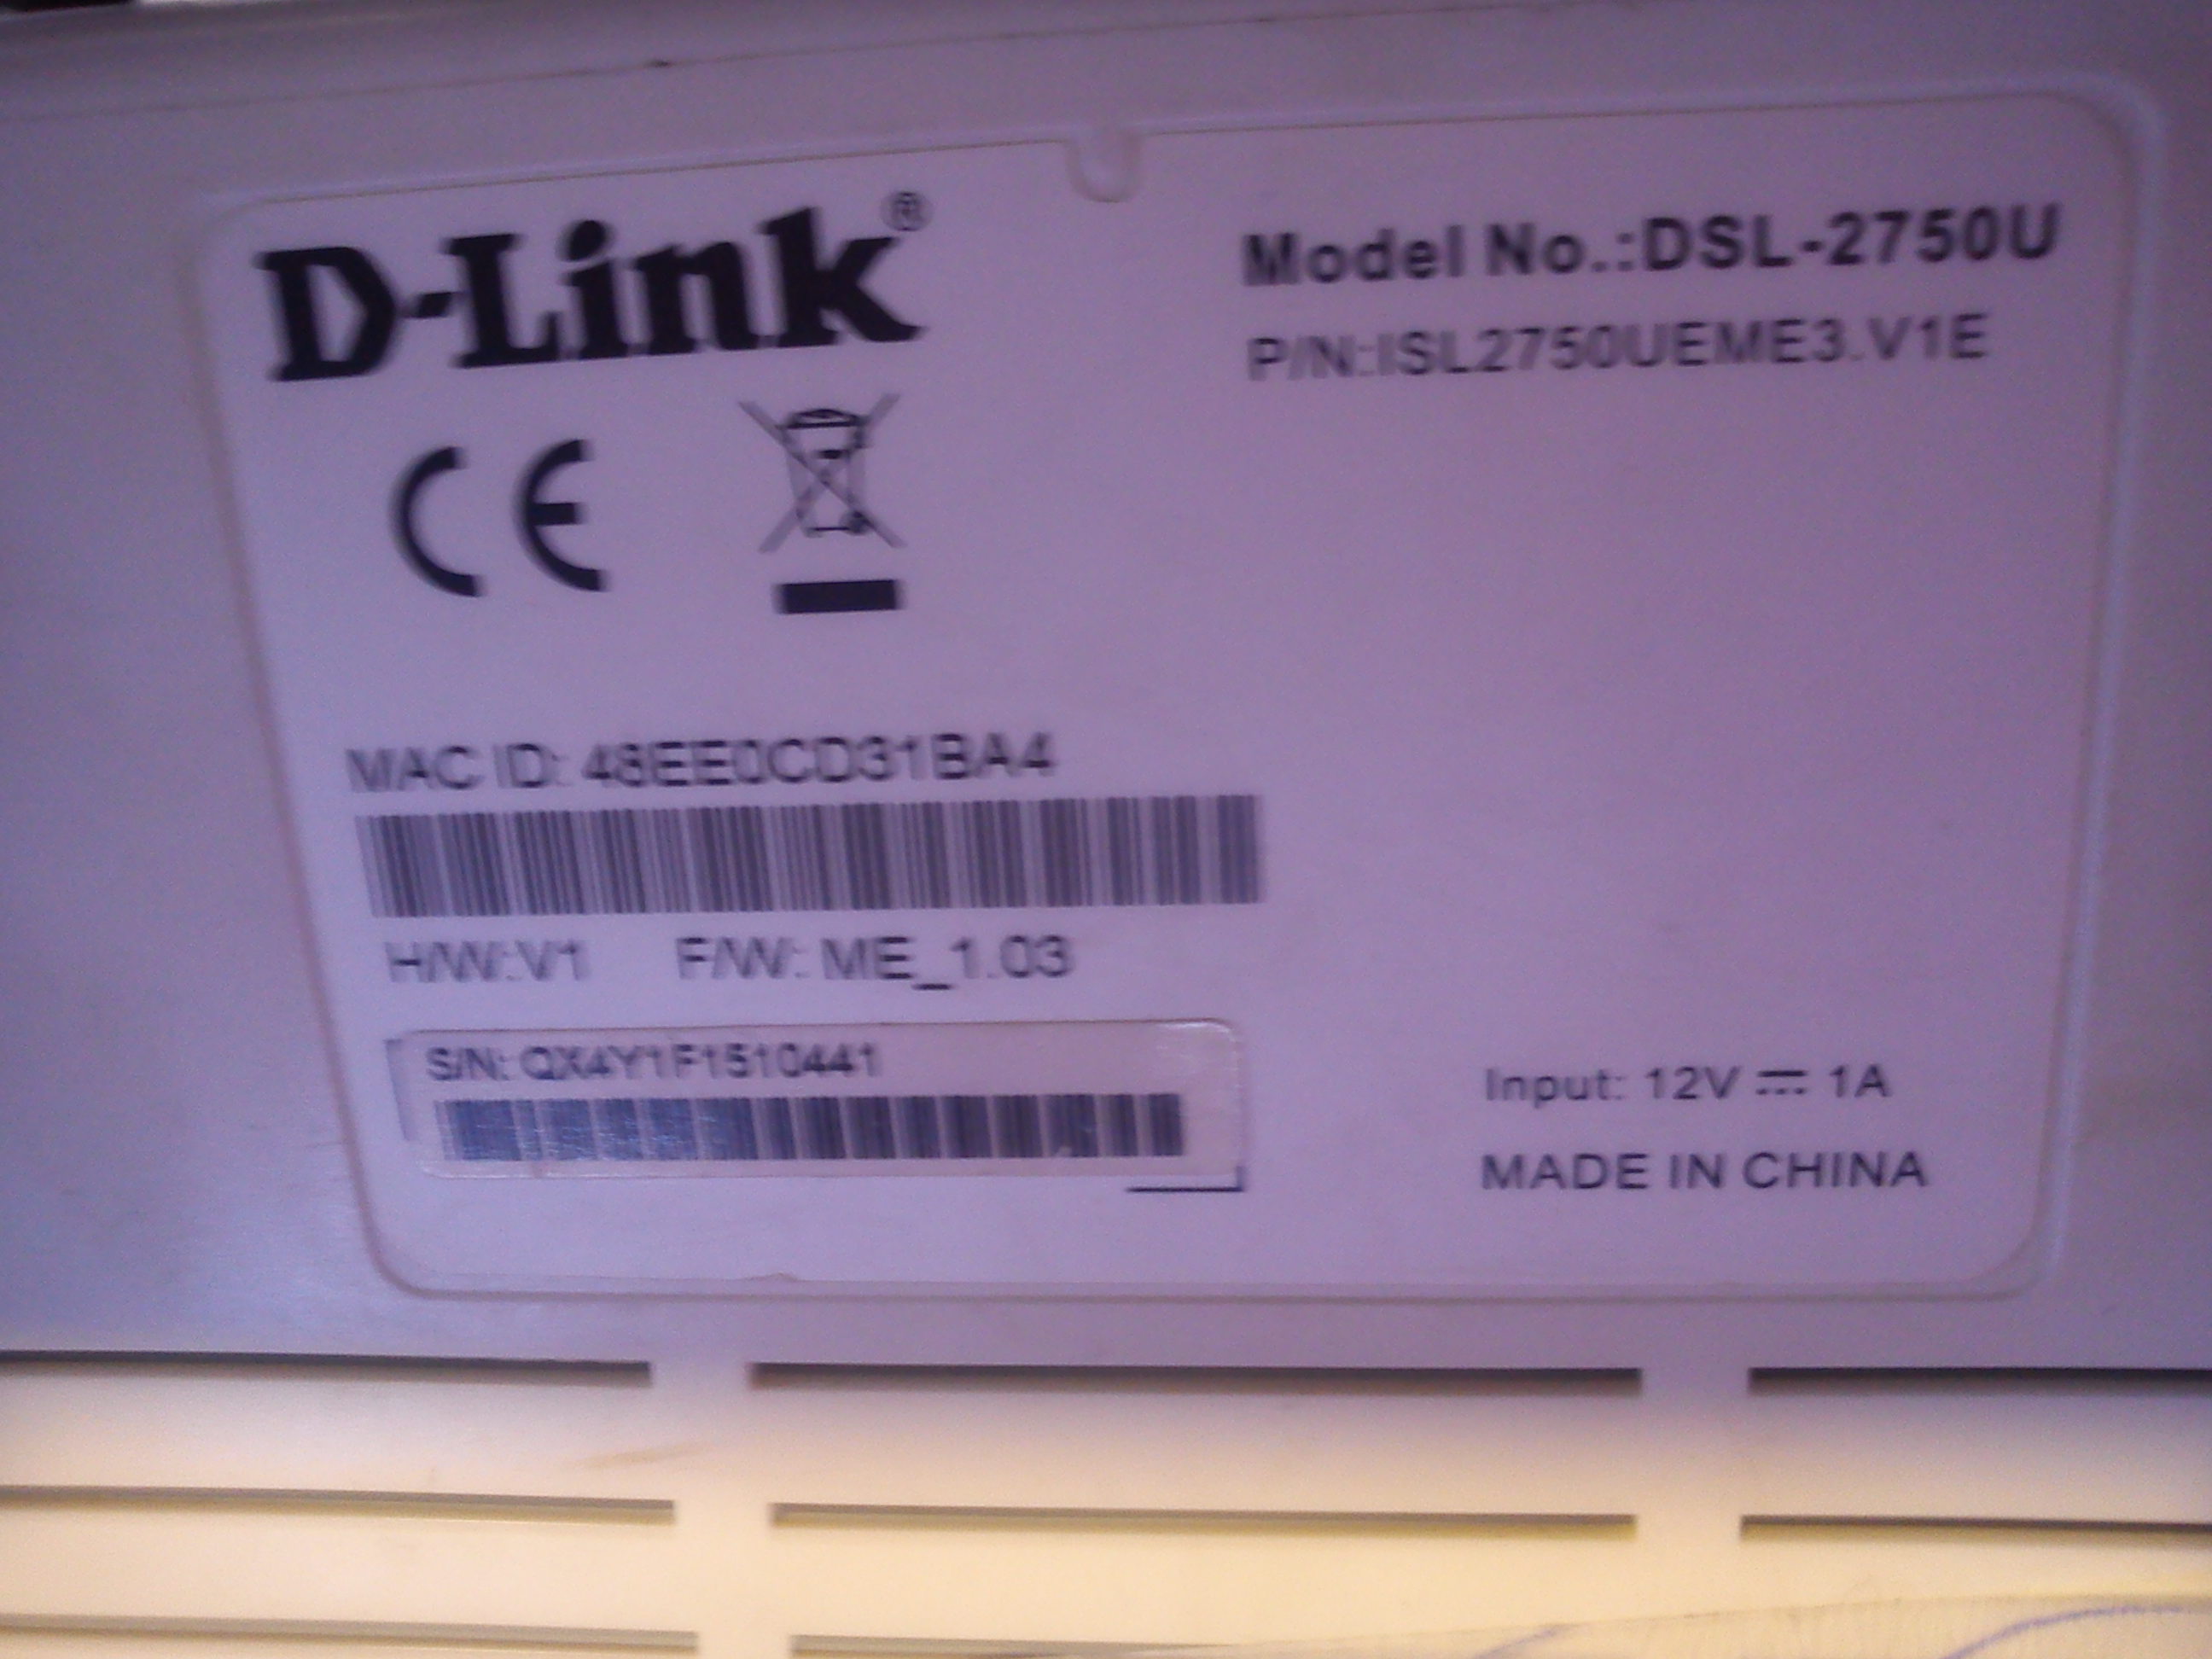 D-Link®
Model No.:DSL-2750U
P/N:ISL2750UEME3.V1E
CE
MAC ID: 48EE0CD31BA4
H/W:V1 F/W: ME_1.03
S/N: QX4Y1F1510441
Input: 12V ⎓ 1A
MADE IN CHINA